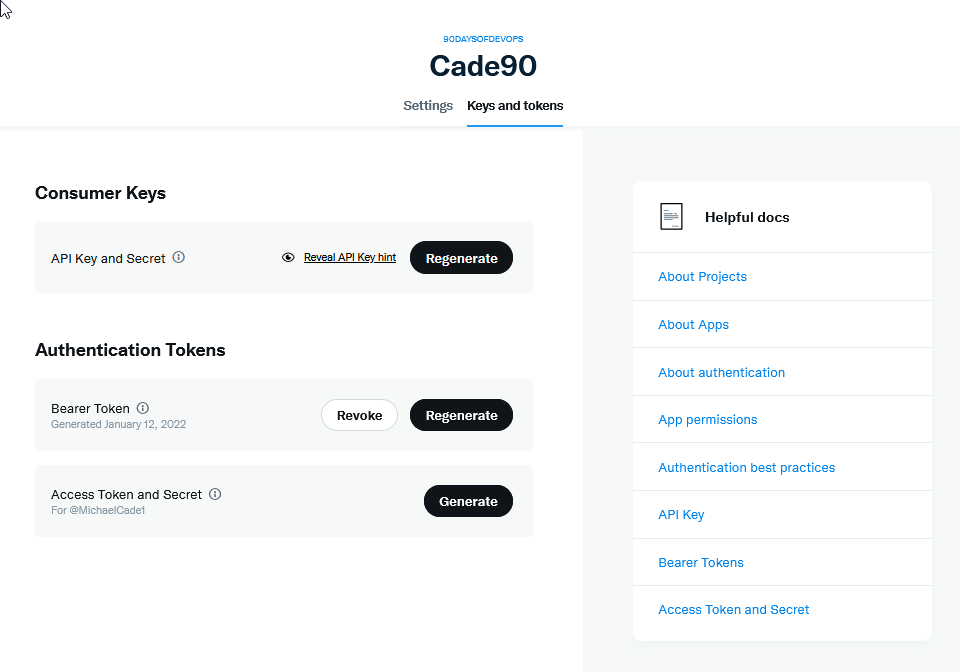 90DAYSOFDEVOPS
Cade90
Settings Keys and tokens
Consumer Keys
API Key and Secret Reveal API Key hint Regenerate
Authentication Tokens
Bearer Token Revoke Regenerate
Generated January 12, 2022
Access Token and Secret Generate
For @MichaelCade1
Helpful docs
About Projects
About Apps
About authentication
App permissions
Authentication best practices
API Key
Bearer Tokens
Access Token and Secret